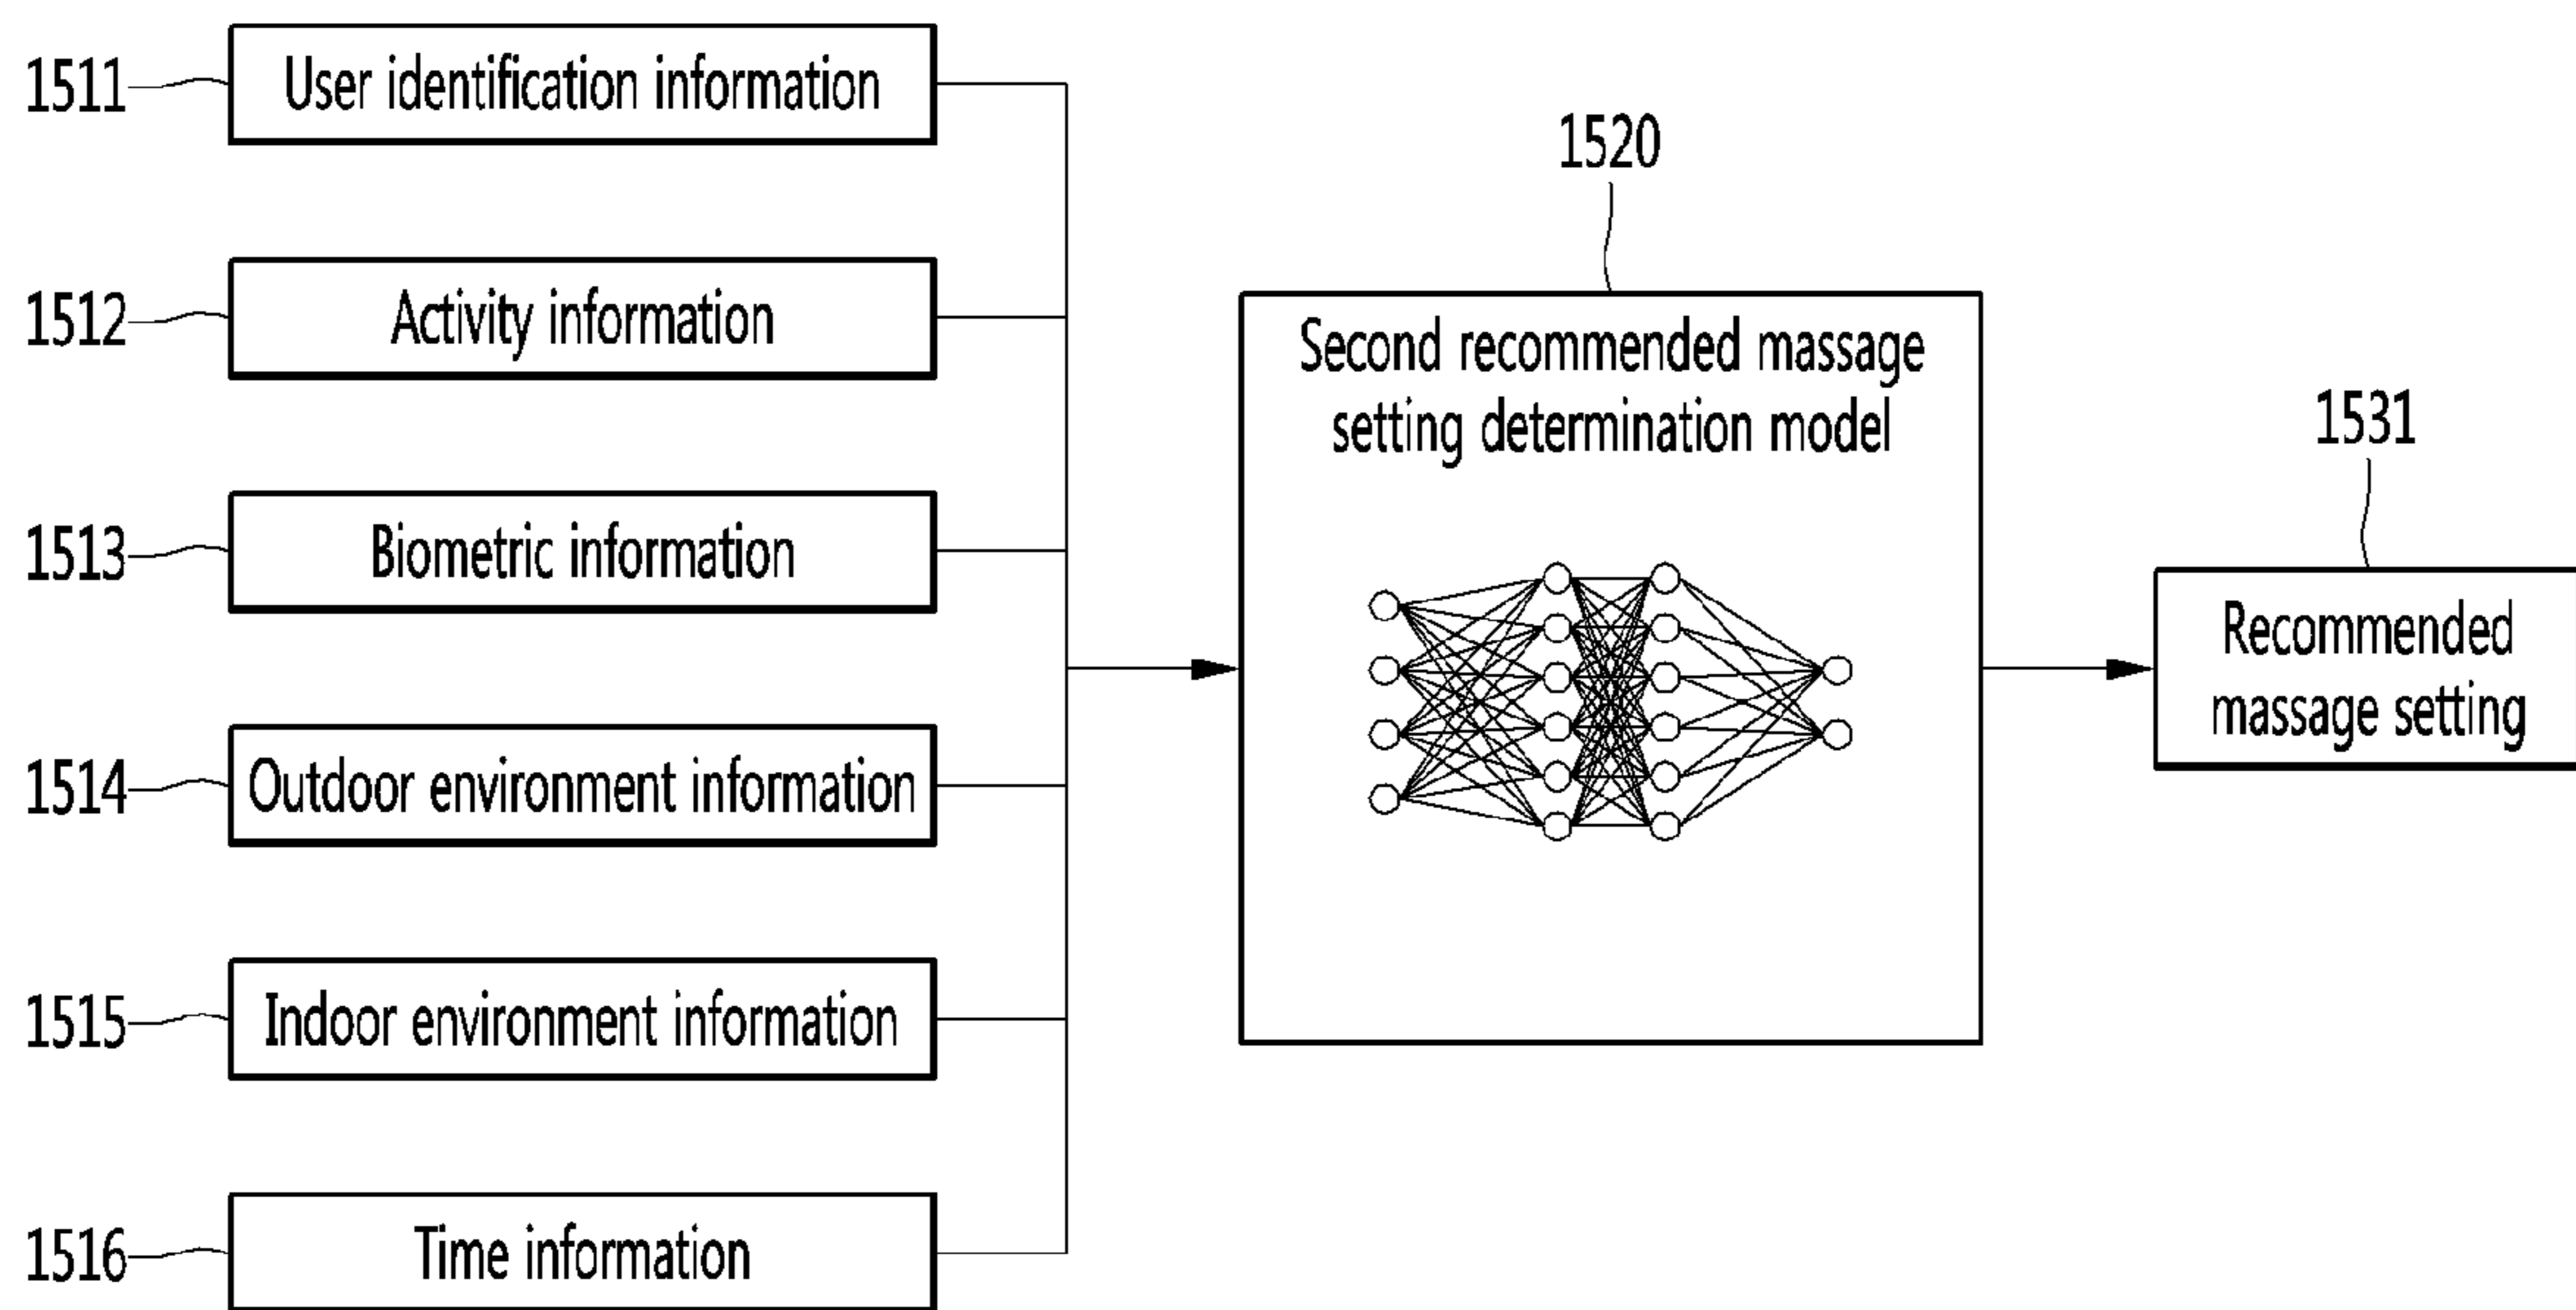 1511
User identification information
1512
Activity information
1513
Biometric information
1514
Outdoor environment information
1515
Indoor environment information
1516
Time information
1520
Second recommended massage
setting determination model
1531
Recommended
massage setting